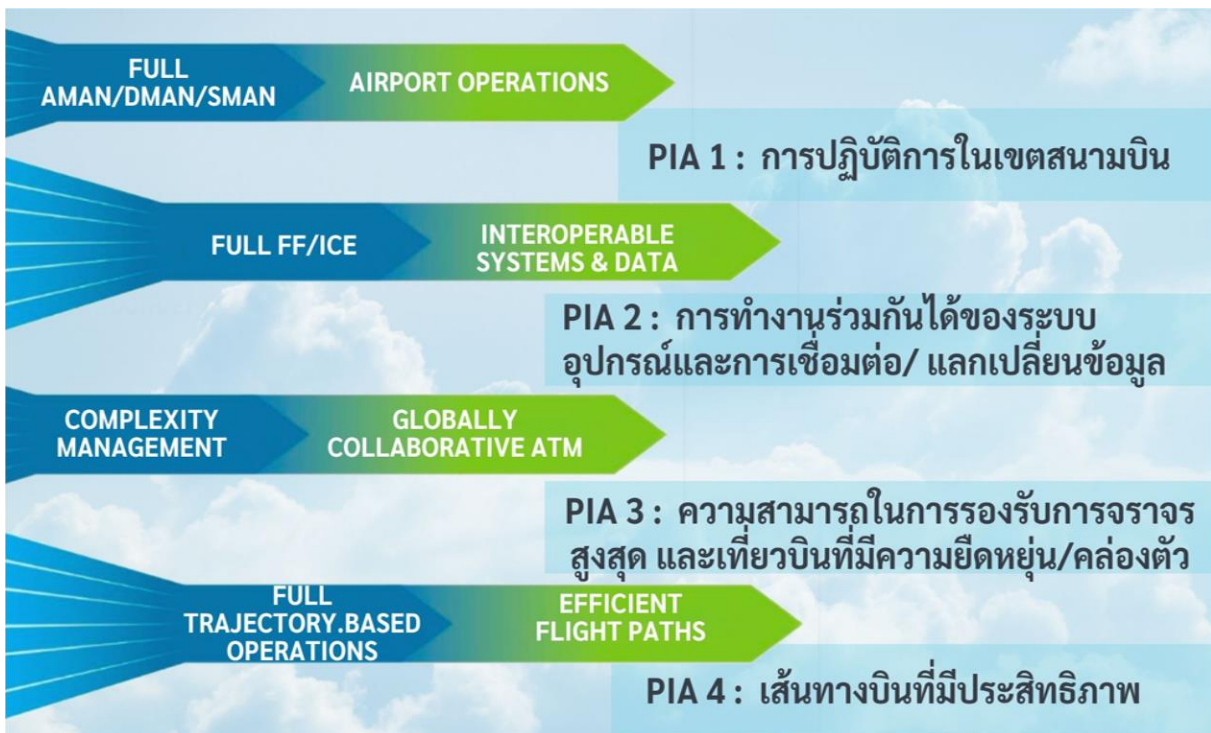 FULL
AMAN/DMAN/SMAN
AIRPORT OPERATIONS
PIA 1 : การปฏิบัติการในเขตสนามบิน
FULL FF/ICE
INTEROPERABLE
SYSTEMS & DATA
PIA 2 : การทำงานร่วมกันได้ของระบบ
อุปกรณ์และการเชื่อมต่อ/ แลกเปลี่ยนข้อมูล
COMPLEXITY
MANAGEMENT
GLOBALLY
COLLABORATIVE ATM
PIA 3 : ความสามารถในการรองรับการจราจร
สูงสุด และเที่ยวบินที่มีความยืดหยุ่น/คล่องตัว
FULL
TRAJECTORY.BASED
OPERATIONS
EFFICIENT
FLIGHT PATHS
PIA 4 : เส้นทางบินที่มีประสิทธิภาพ